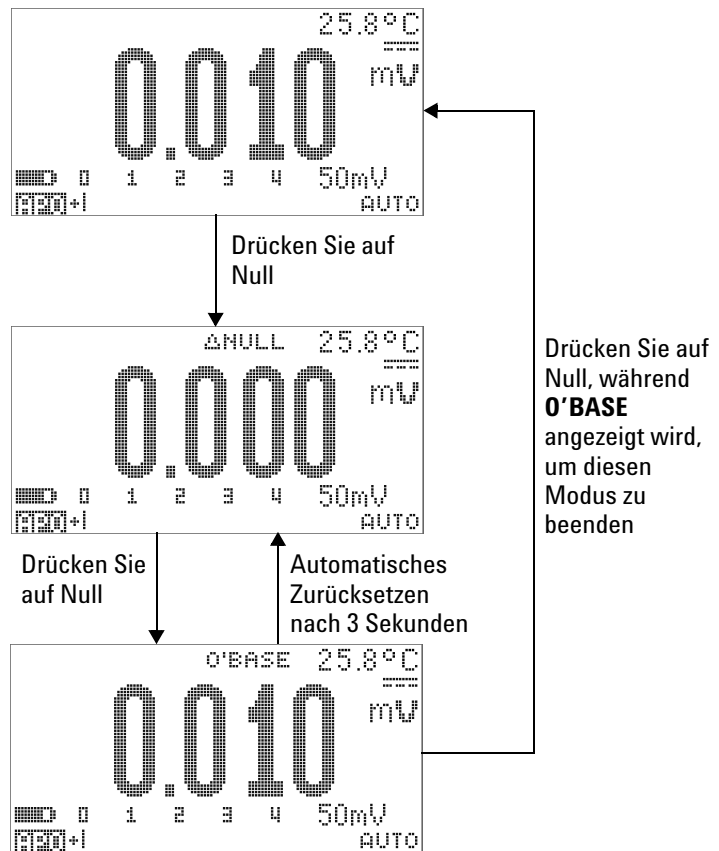 25.8°C
0.010 mV
0 1 2 3 4 50mV
AUTO
Drücken Sie auf
Null
ΔNULL 25.8°C
0.000 mV
0 1 2 3 4 50mV
AUTO
Drücken Sie auf
Null, während
O'BASE
angezeigt wird,
um diesen
Modus zu
beenden
Drücken Sie
auf Null
Automatisches
Zurücksetzen
nach 3 Sekunden
O'BASE 25.8°C
0.010 mV
0 1 2 3 4 50mV
AUTO